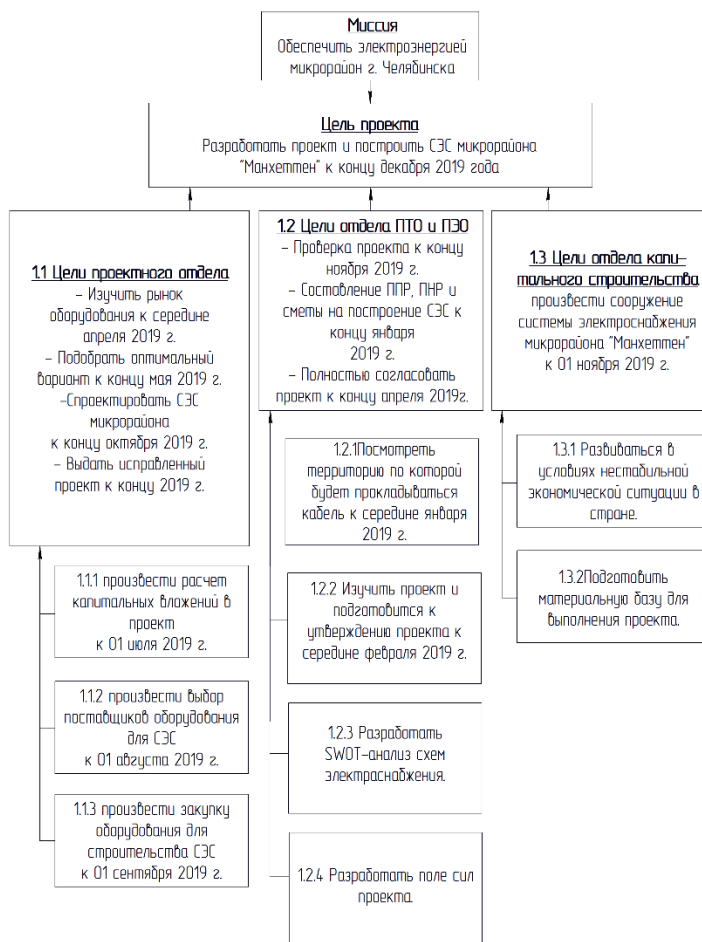 Миссия
Обеспечить электроэнергией
микрорайон г. Челябинска
Цель проекта
Разработать проект и построить СЭС микрорайона
"Манхеттен" к концу декабря 2019 года
1.1 Цели проектного отдела
– Изучить рынок
оборудования к середине
апреля 2019 г.
– Подобрать оптимальный
вариант к концу мая 2019 г.
–Спроектировать СЭС
микрорайона
к концу октября 2019 г.
– Выдать исправленный
проект к концу 2019 г.
1.1.1 произвести расчет
капитальных вложений в
проект
к 01 июля 2019 г.
1.1.2 произвести выбор
поставщиков оборудования
для СЭС
к 01 августа 2019 г.
1.1.3 произвести закупку
оборудования для
строительства СЭС
к 01 сентября 2019 г.
1.2 Цели отдела ПТО и ПЭО
– Проверка проекта к концу
ноября 2019 г.
– Составление ППР, ПНР и
сметы на построение СЭС к
концу января
2019 г.
– Полностью согласовать
проект к концу апреля 2019г.
1.2.1Посмотреть
территорию по которой
будет прокладываться
кабель к середине января
2019 г.
1.2.2 Изучить проект и
подготовится к
утверждению проекта к
середине февраля 2019 г.
1.2.3 Разработать
SWOT-анализ схем
электраснабжения.
1.2.4 Разработать поле сил
проекта.
1.3 Цели отдела капи-
тального строительства
произвести сооружение
системы электроснабжения
микрорайона "Манхеттен"
к 01 ноября 2019 г.
1.3.1 Развиваться в
условиях нестабильной
экономической ситуации в
стране.
1.3.2Подготовить
материальную базу для
выполнения проекта.